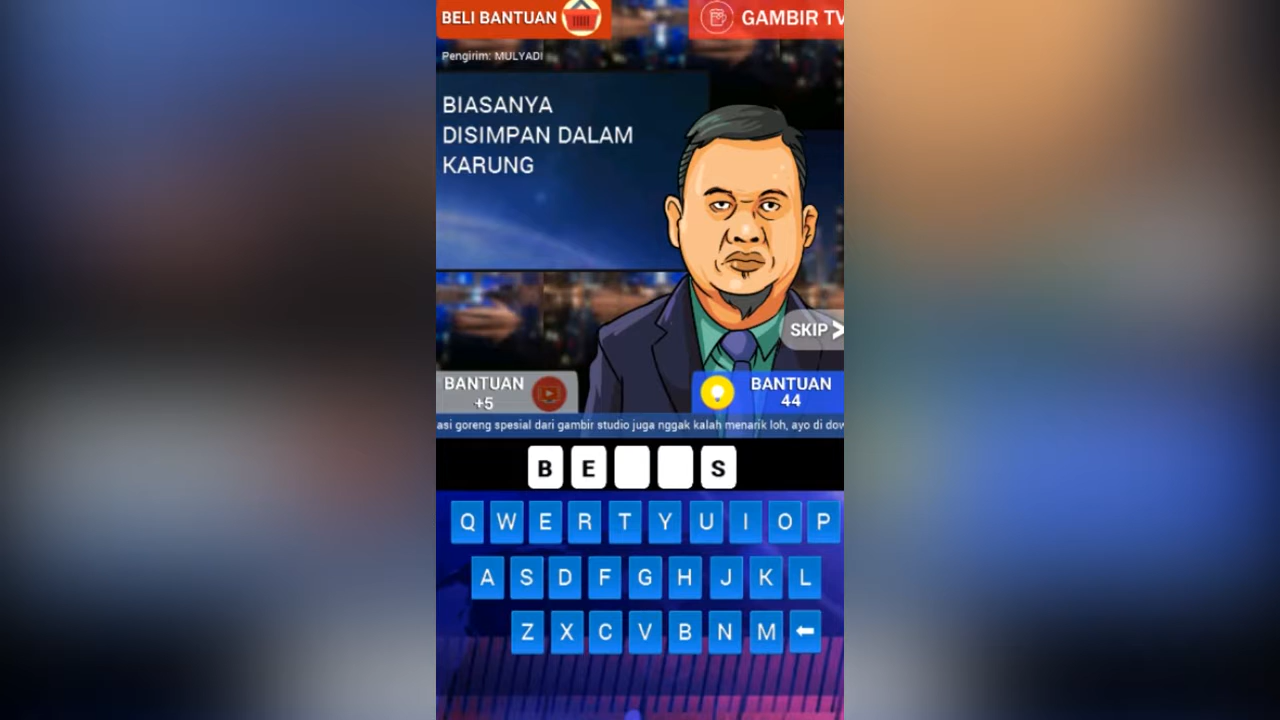 BELI BANTUAN
GAMBIR TV
Pengirim: MULYADI
BIASANYA
DISIMPAN DALAM
KARUNG
SKIP
BANTUAN
+5
BANTUAN
44
asi goreng spesial dari gambir studio juga nggak kalah menarik loh, ayo di dow
B E S
Q W E R T Y U I O P
A S D F G H J K L
Z X C V B N M